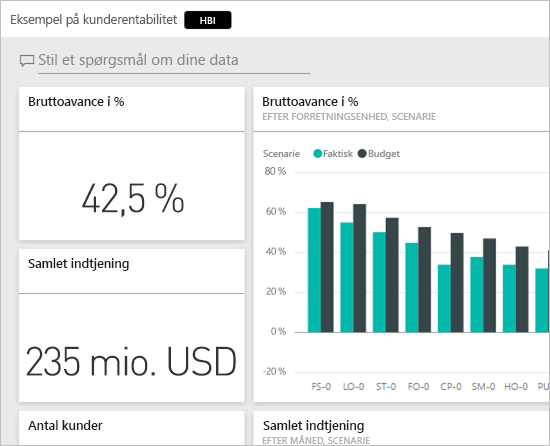 Eksempel på kunderentabilitet HBI
Stil et spørgsmål om dine data
Bruttoavance i %
42,5 %
Samlet indtjening
235 mio. USD
Antal kunder
Bruttoavance i %
EFTER FORRETNINGSENHED, SCENARIE
Scenarie Faktisk Budget
80 %
60 %
40 %
20 %
0 %
-20 %
FS-0 LO-0 ST-0 FO-0 CP-0 SM-0 HO-0 PU
Samlet indtjening
EFTER MÅNED, SCENARIE